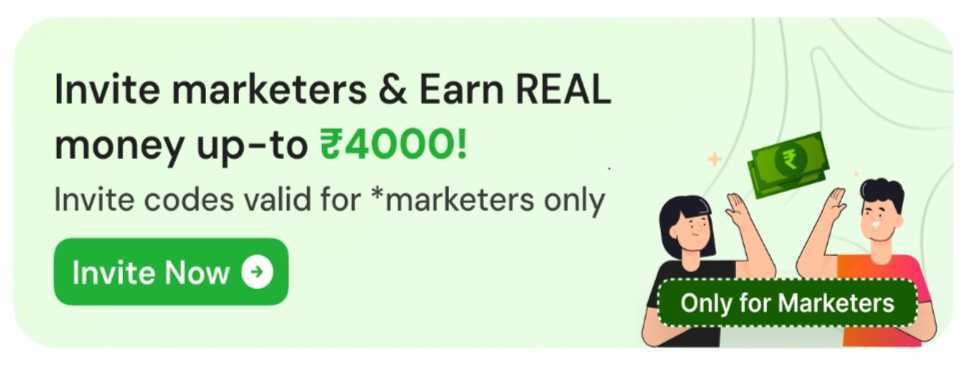 Invite marketers & Earn REAL
money up-to ₹4000!
Invite codes valid for *marketers only
Invite Now
₹
Only for Marketers